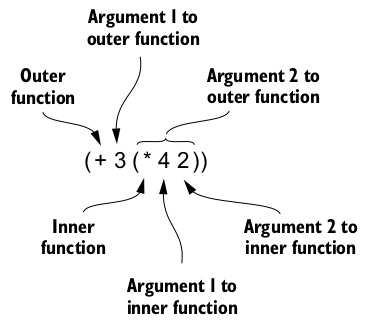 Argument 1 to
outer function
Outer
function
Argument 2 to
outer function
(+ 3 (* 4 2))
Inner
function
Argument 2 to
inner function
Argument 1 to
inner function